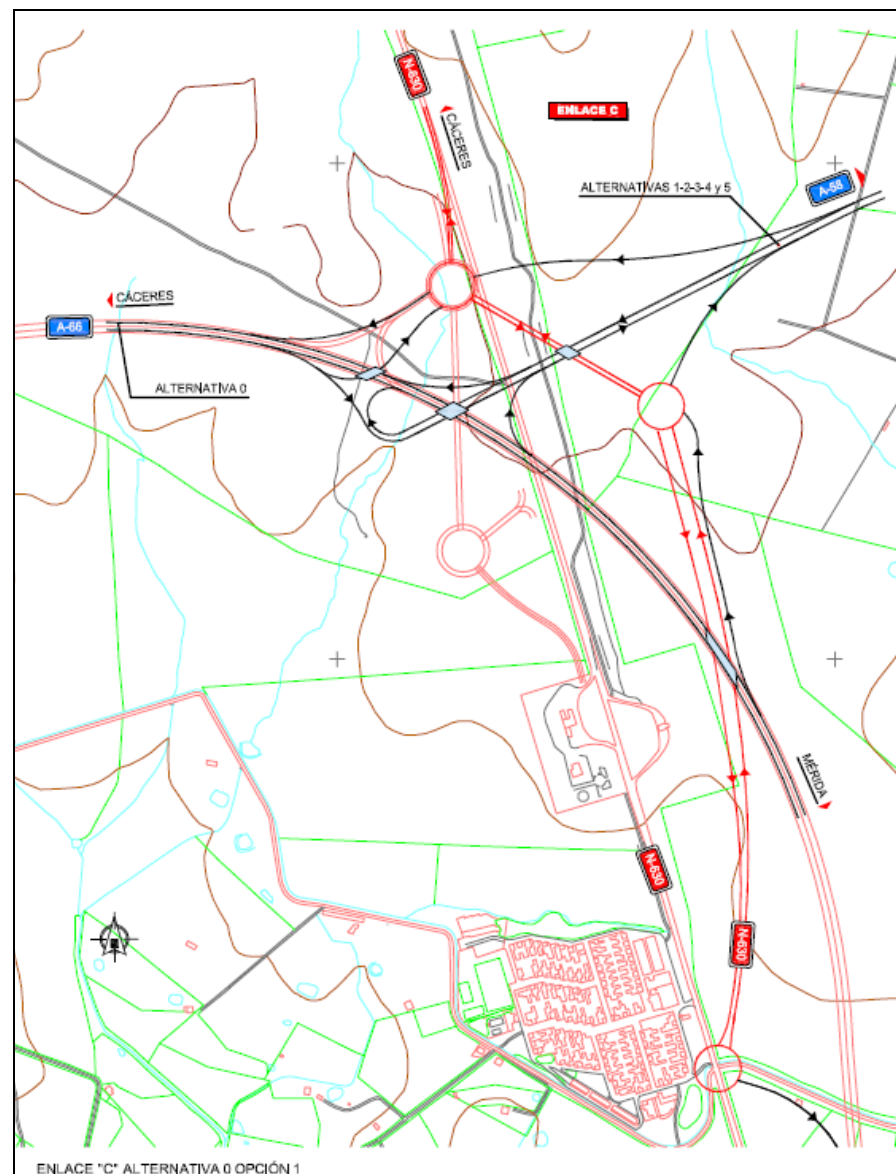 N-630
CÁCERES
ENLACE C
ALTERNATIVAS 1-2-3-4 y 5
A-58
CÁCERES
A-66
ALTERNATIVA 0
MÉRIDA
N-630
N-630
ENLACE "C" ALTERNATIVA 0 OPCIÓN 1